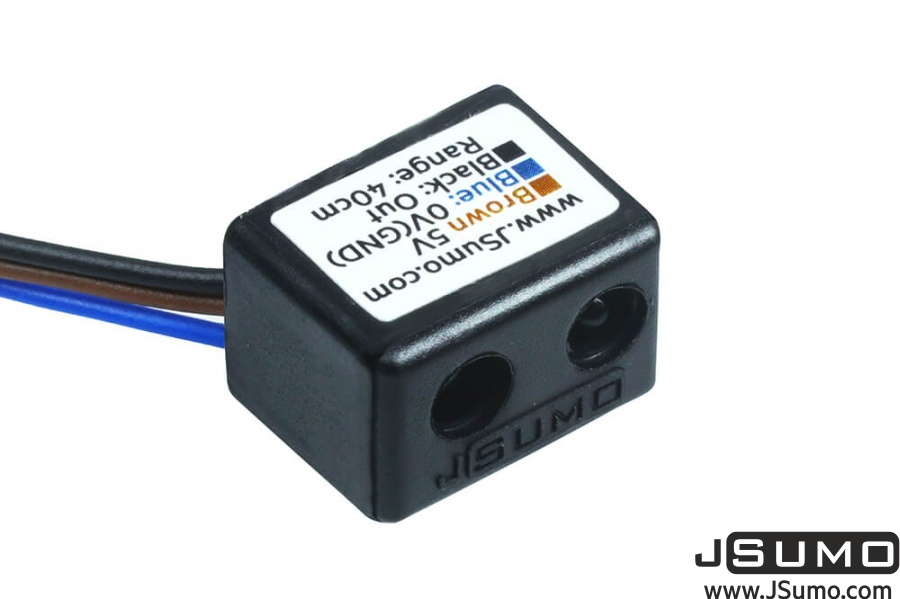 www.JSumo.com
Brown 5V
Blue: 0V(GND)
Black: Out
Range: 40cm
JSUMO
JSUMO
www.JSumo.com